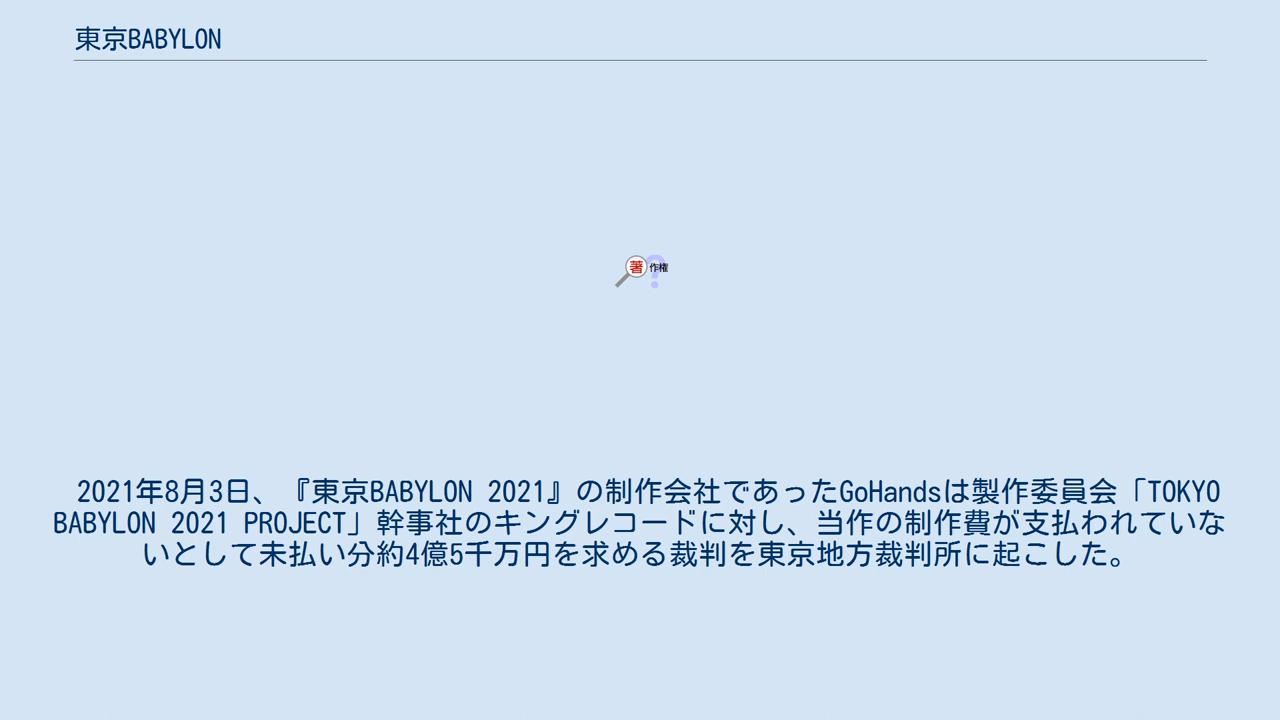 東京BABYLON
著作権?
2021年8月3日、『東京BABYLON 2021』の制作会社であったGoHandsは製作委員会「TOKYO
BABYLON 2021 PROJECT」幹事社のキングレコードに対し、当作の制作費が支払われていな
いとして未払い分約4億5千万円を求める裁判を東京地方裁判所に起こした。